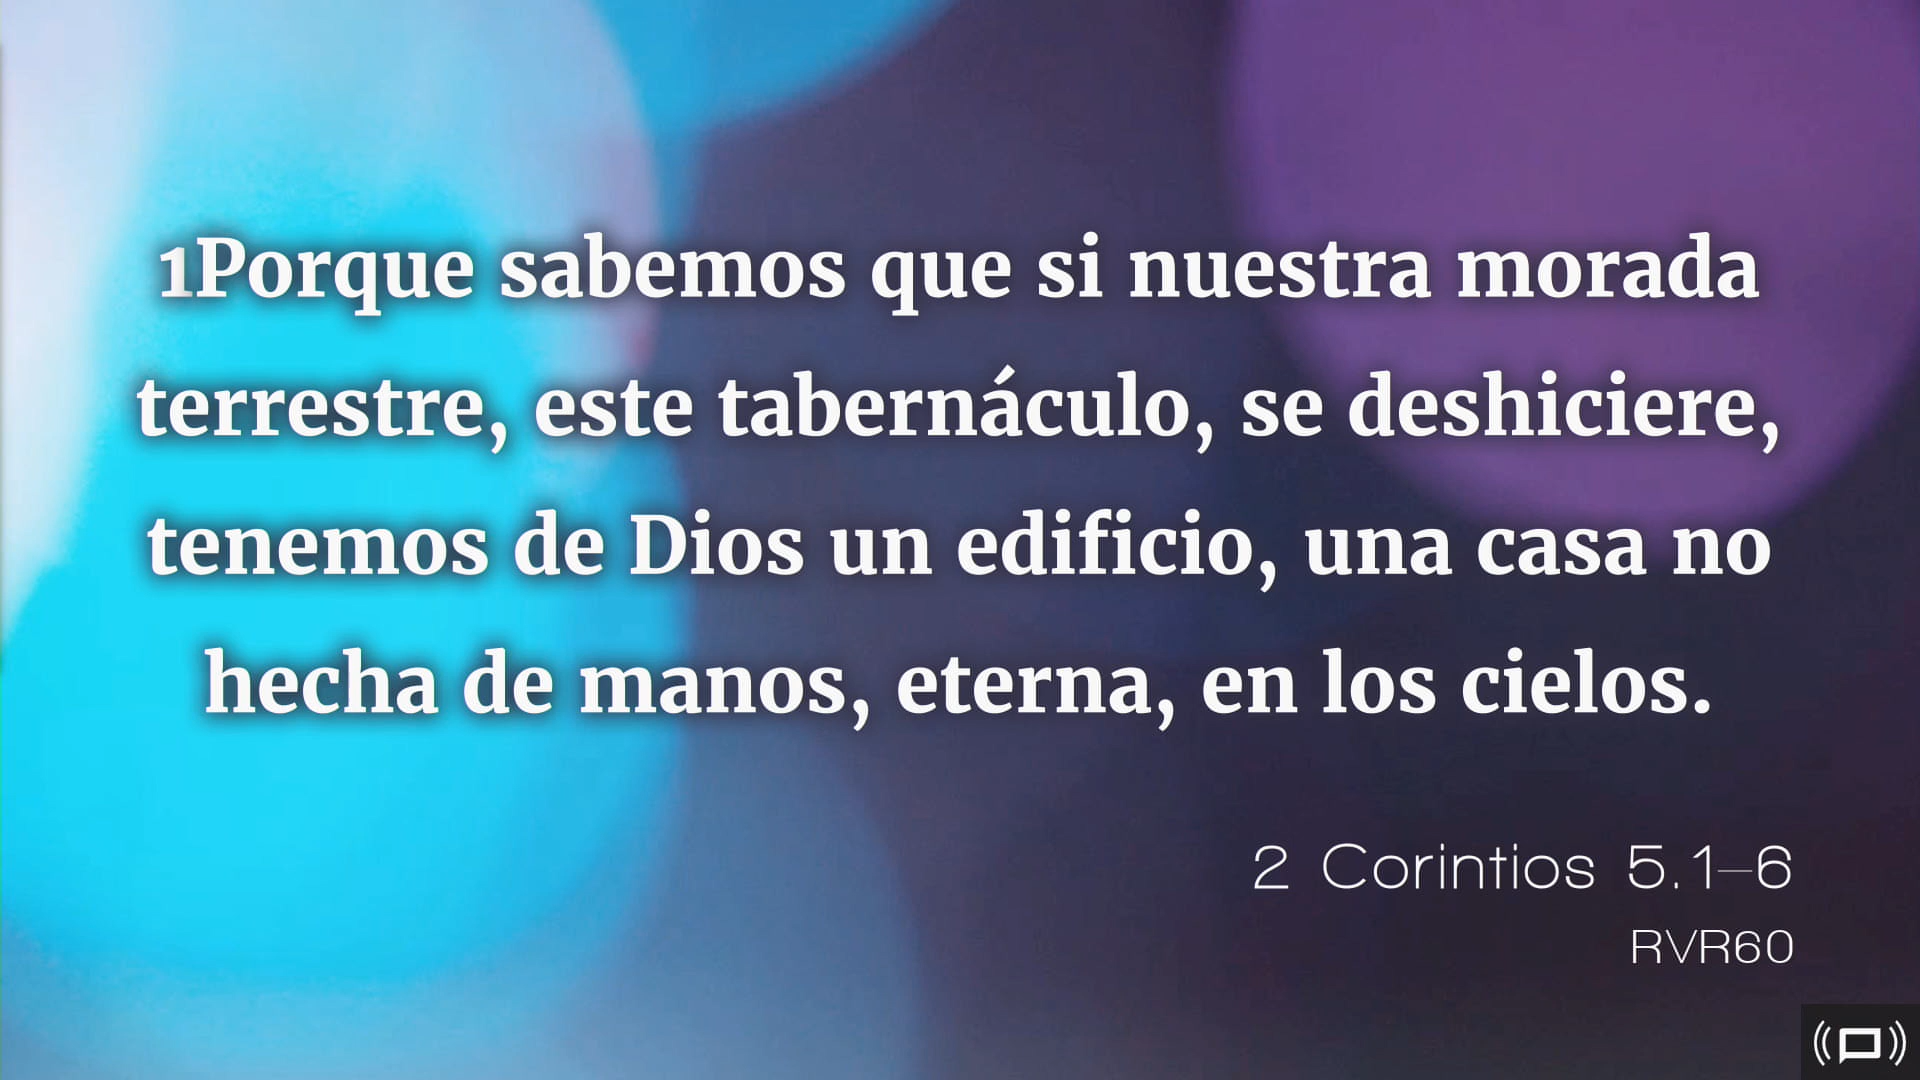 1Porque sabemos que si nuestra morada
terrestre, este tabernáculo, se deshiciere,
tenemos de Dios un edificio, una casa no
hecha de manos, eterna, en los cielos.
2 Corintios 5.1–6
RVR60